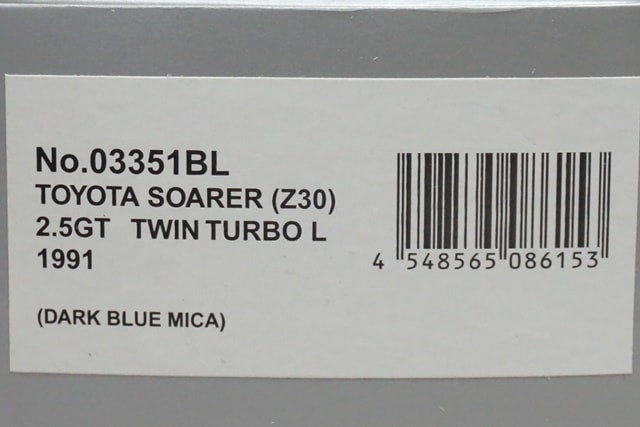 No.03351BL
TOYOTA SOARER (Z30)
2.5GT TWIN TURBO L
1991
(DARK BLUE MICA)
4 548565 086153